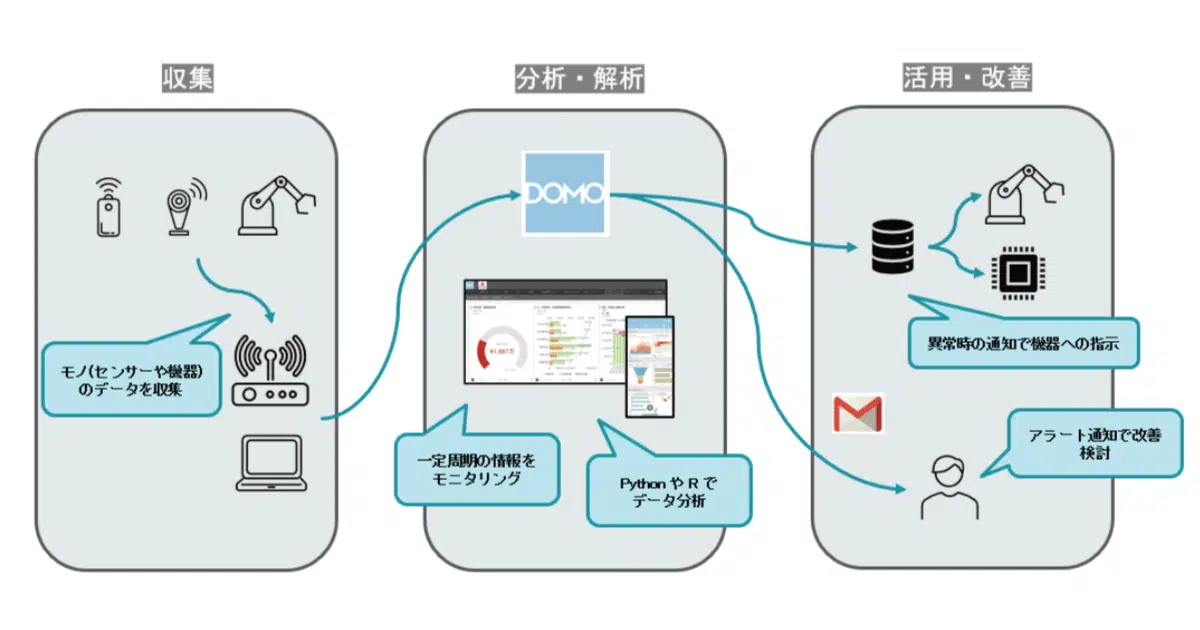 収集
分析・解析
活用・改善
DOMO
モノ(センサーや機器)
のデータを収集
一定周期の情報を
モニタリング
Python や R で
データ分析
異常時の通知で機器への指示
アラート通知で改善
検討